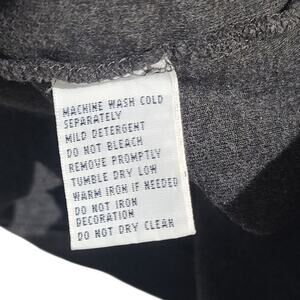 MACHINE WASH COLD
SEPARATELY
MILD DETERGENT
DO NOT BLEACH
REMOVE PROMPTLY
TUMBLE DRY LOW
WARM IRON IF NEEDED
DO NOT IRON
DECORATION
DO NOT DRY CLEAN